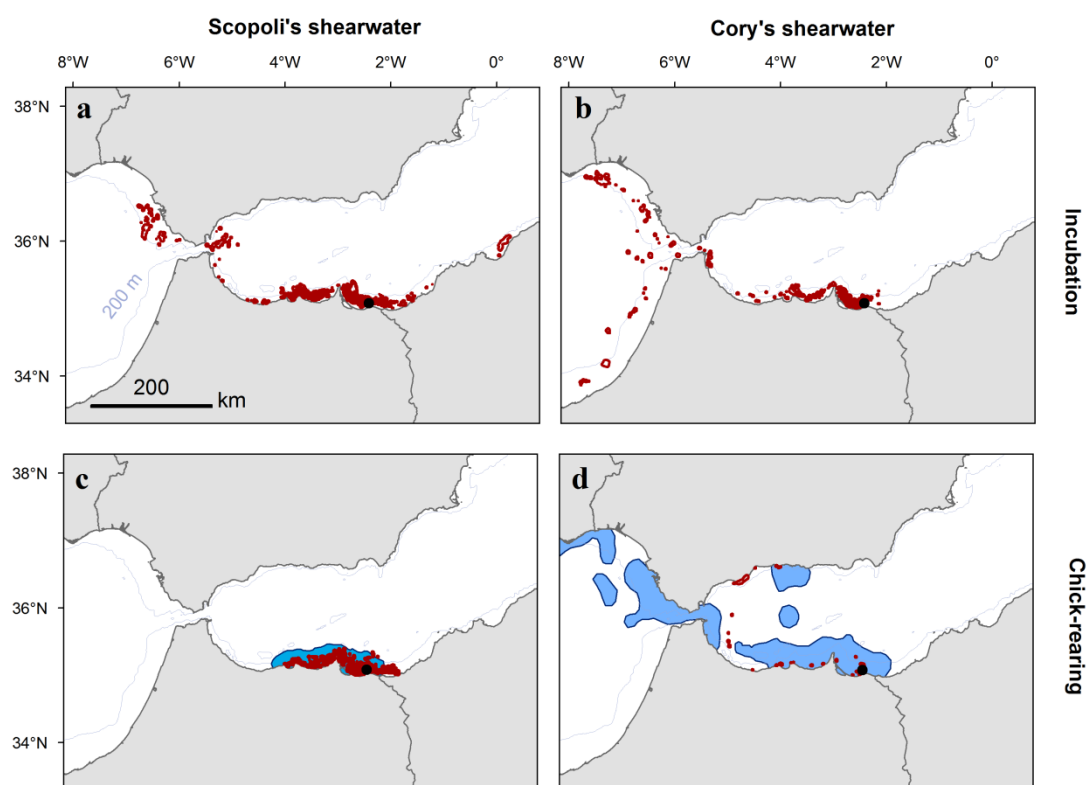 Scopoli's shearwater
Cory's shearwater
8°W 6°W 4°W 2°W 0°
8°W 6°W 4°W 2°W 0°
a
b
38°N
36°N
34°N
200 m
200
km
Incubation
c
d
38°N
36°N
34°N
Chick-rearing